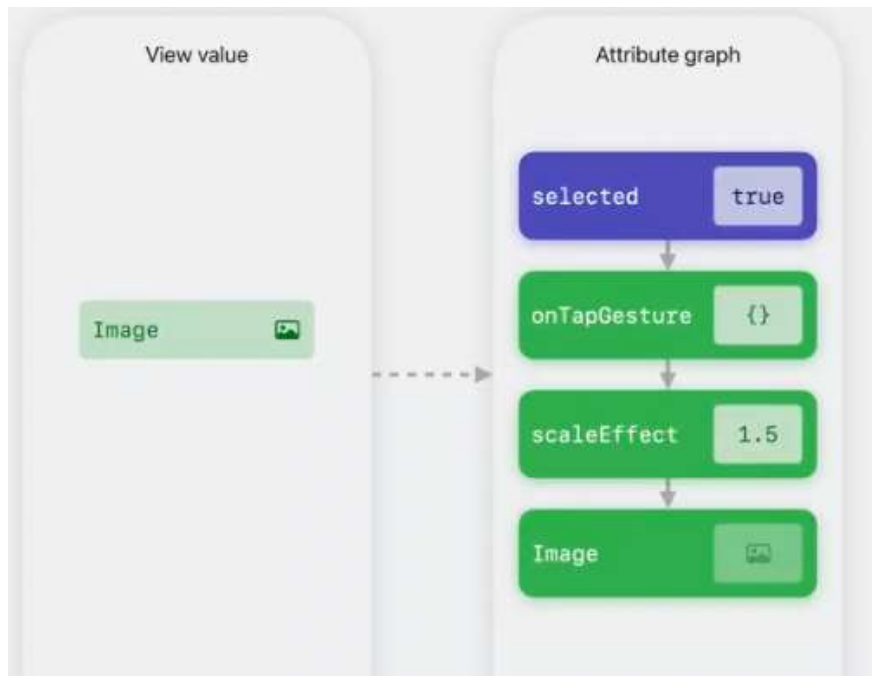 View value
Image
Attribute graph
selected true
onTapGesture {}
scaleEffect 1.5
Image